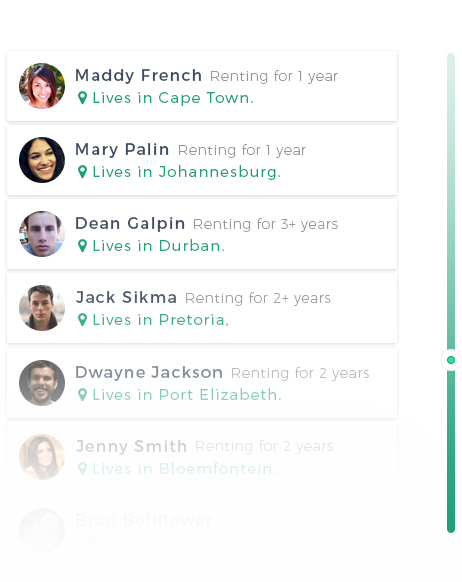 Maddy French Renting for 1 year
Lives in Cape Town.
Mary Palin Renting for 1 year
Lives in Johannesburg.
Dean Galpin Renting for 3+ years
Lives in Durban.
Jack Sikma Renting for 2+ years
Lives in Pretoria,
Dwayne Jackson Renting for 2 years
Lives in Port Elizabeth.
Jenny Smith Renting for 2 years
Lives in Bloemfontein.
Brad Bellflower Renting for